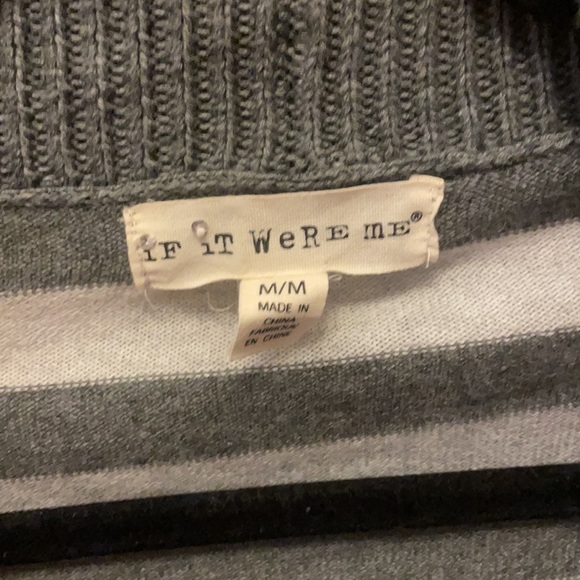 iF iT WeRE mE®
M/M
MADE IN
CHINA
FABRIQUÉ
EN CHINE